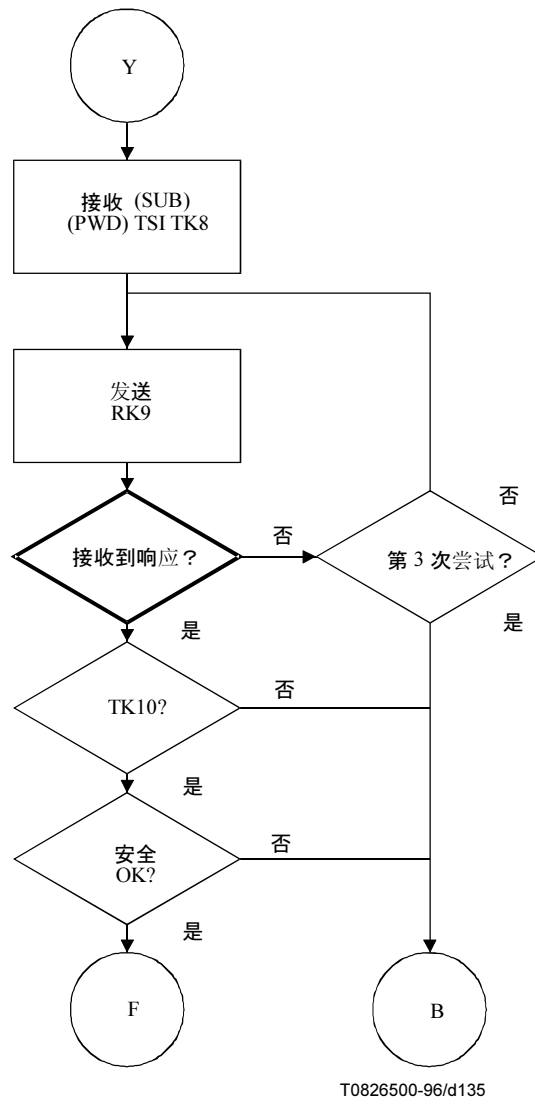 Y
接收 (SUB)
(PWD) TSI TK8
发送
RK9
否
接收到响应？
否
第 3 次尝试？
是
是
TK10?
否
是
安全
OK?
否
是
F
B
T0826500-96/d135